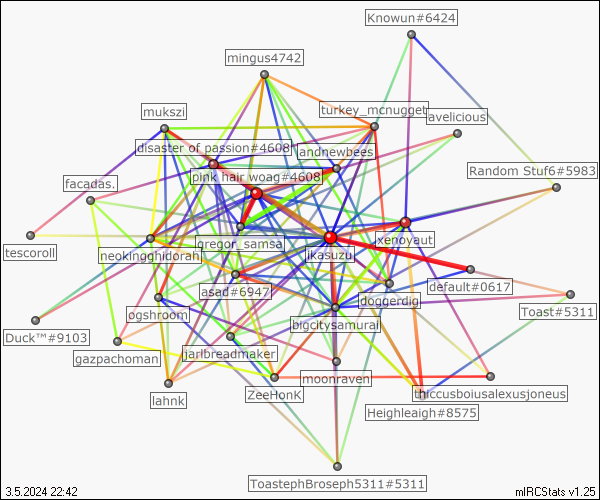 Knowun#6424
mingus4742
turkey_mcnugget
mukszi
avelicious
disaster of passion#4608
andnewbees
Random Stuf6#5983
pink hair woag#4608
facadas.
xenoyaut
gregor_samsa
ikasuzu
tescoroll
neokingghidorah
default#0617
asad#6947
doggerdig
Toast#5311
ogshroom
bigcitysamurai
Duck™#9103
gazpachoman
jarlbreadmaker
moonraven
lahnk
ZeeHonK
thiccusboiusalexusjoneus
Heighleaigh#8575
ToastephBroseph5311#5311
3.5.2024 22:42
mIRCStats v1.25